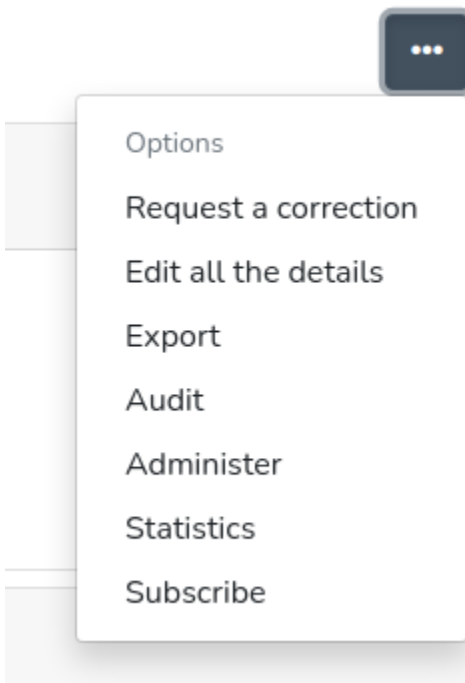 Options
Request a correction
Edit all the details
Export
Audit
Administer
Statistics
Subscribe